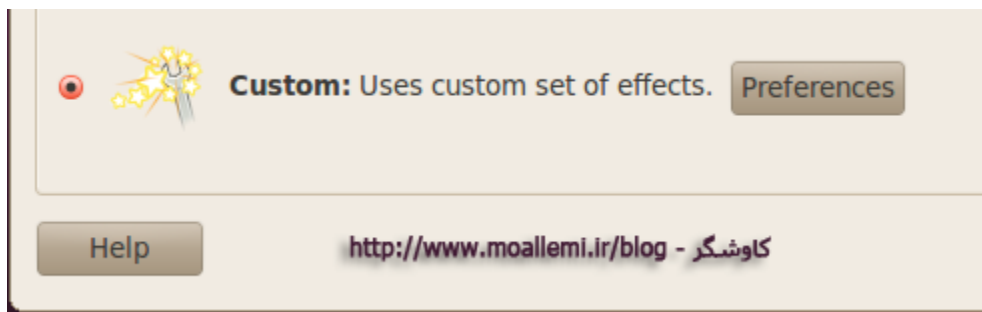 Custom: Uses custom set of effects. Preferences
Help
کاوشگر - http://www.moallemi.ir/blog